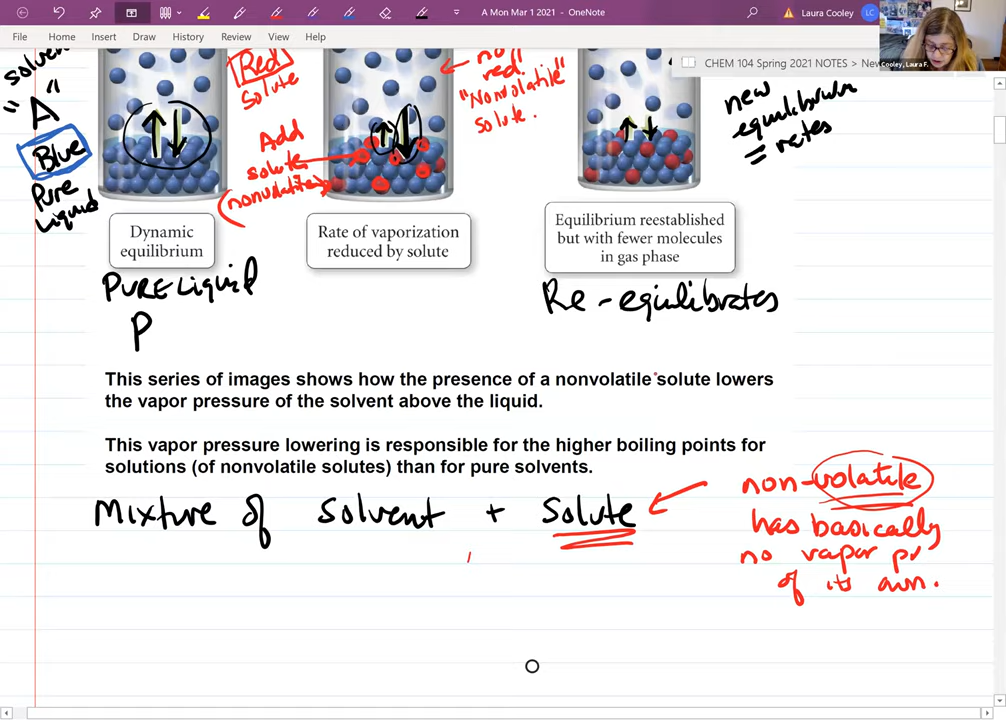 A Mon Mar 1 2021 - OneNote
Laura Cooley
LC
File Home Insert Draw History Review View Help
CHEM 104 Spring 2021 NOTES > New
Cooley, Laura F.
solvent
"A"
Blue
Pure
Liquid
Red
Solute
Add
solute
(nonvolatile)
no
red.
"Nonvolatile"
solute.
new
equilibrium
= rates
Dynamic
equilibrium
Rate of vaporization
reduced by solute
Equilibrium reestablished
but with fewer molecules
in gas phase
PURE Liquid
P
Re-equilibrates
This series of images shows how the presence of a nonvolatile solute lowers
the vapor pressure of the solvent above the liquid.
This vapor pressure lowering is responsible for the higher boiling points for
solutions (of nonvolatile solutes) than for pure solvents.
Mixture of solvent + Solute
non-volatile
has basically
no vapor pr
of its own.